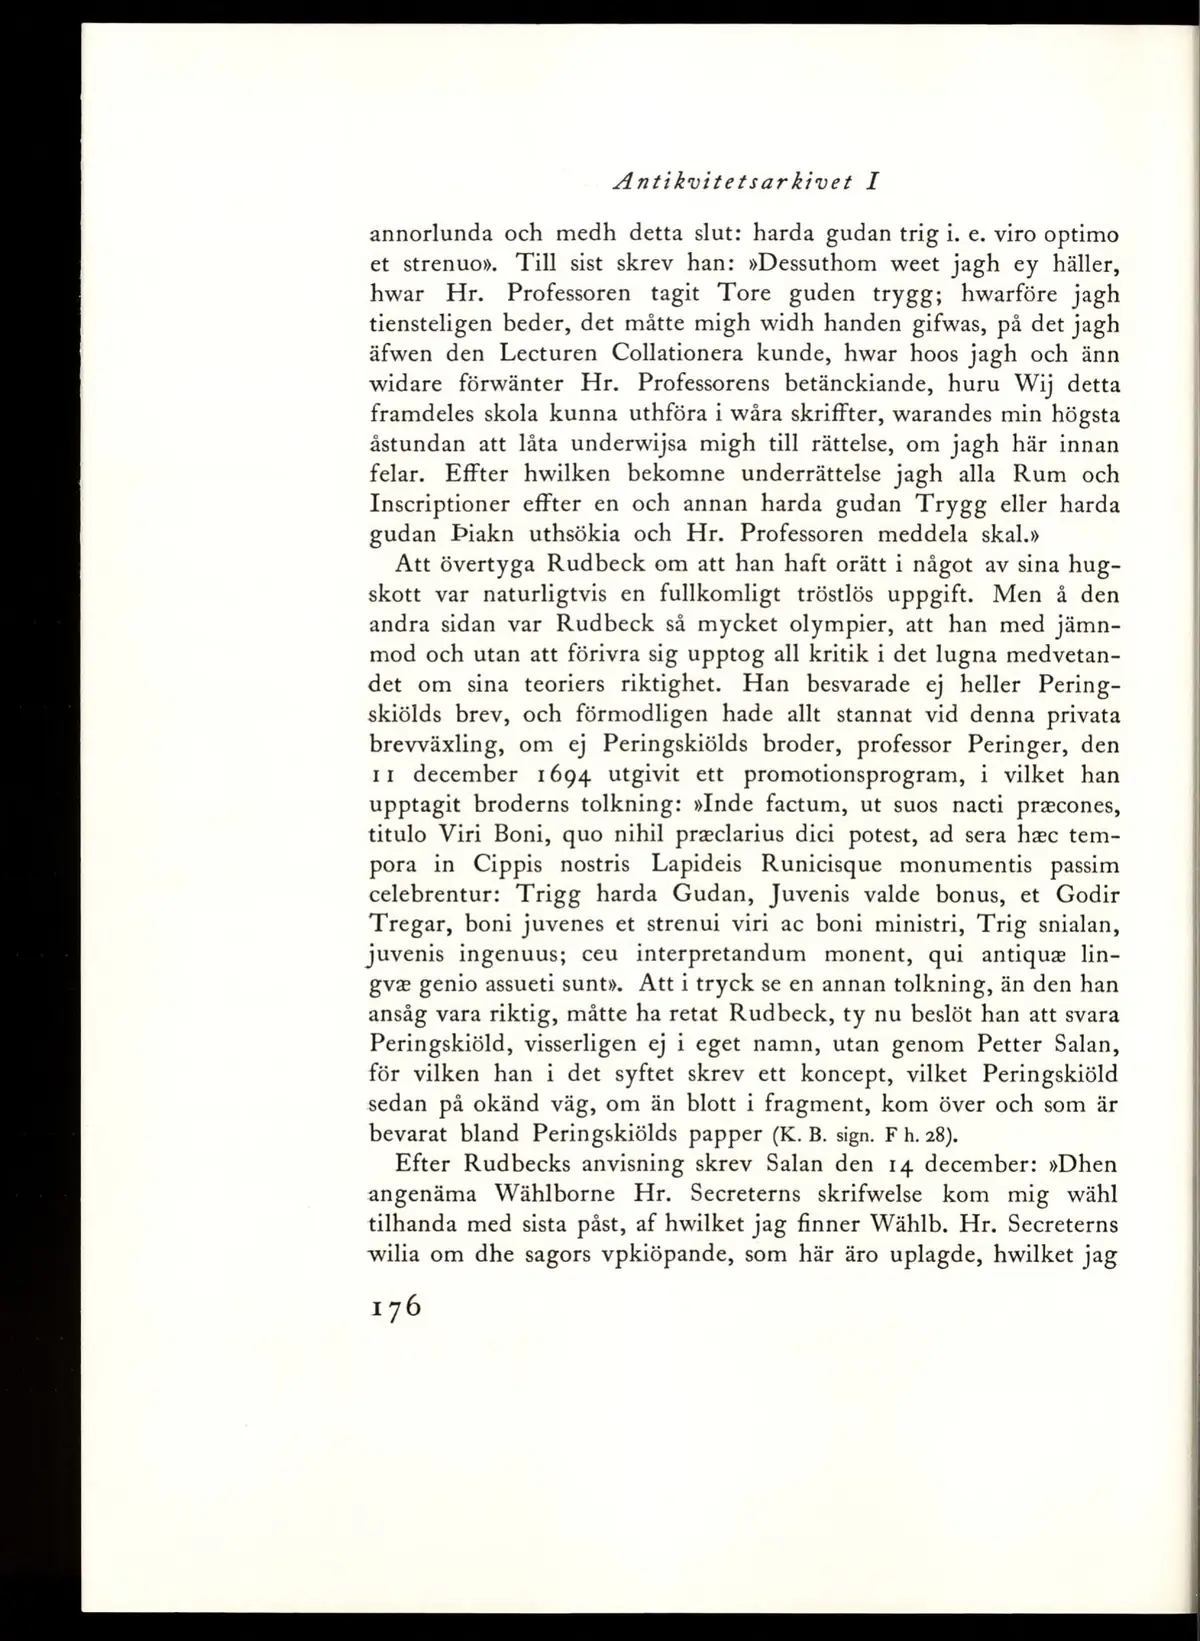 Antikvitetsarkivet I
annorlunda och medh detta slut: harda gudan trig i. e. viro optimo
et strenuo». Till sist skrev han: »Dessuthom weet jagh ey häller,
hwar Hr. Professoren tagit Tore guden trygg; hwarföre jagh
tiensteligen beder, det måtte migh widh handen gifwas, på det jagh
äfwen den Lecturen Collationera kunde, hwar hoos jagh och änn
widare förwänter Hr. Professorens betänckiande, huru Wij detta
framdeles skola kunna uthföra i wåra skriffter, warandes min högsta
åstundan att låta underwijsa migh till rättelse, om jagh här innan
felar. Effter hwilken bekomne underrättelse jagh alla Rum och
Inscriptioner effter en och annan harda gudan Trygg eller harda
gudan Þiakn uthsökia och Hr. Professoren meddela skal.»
Att övertyga Rudbeck om att han haft orätt i något av sina hug-
skott var naturligtvis en fullkomligt tröstlös uppgift. Men å den
andra sidan var Rudbeck så mycket olympier, att han med jämn-
mod och utan att förivra sig upptog all kritik i det lugna medvetan-
det om sina teoriers riktighet. Han besvarade ej heller Pering-
skiölds brev, och förmodligen hade allt stannat vid denna privata
brevväxling, om ej Peringskiölds broder, professor Peringer, den
11 december 1694 utgivit ett promotionsprogram, i vilket han
upptagit broderns tolkning: »Inde factum, ut suos nacti præcones,
titulo Viri Boni, quo nihil præclarius dici potest, ad sera hæc tem-
pora in Cippis nostris Lapideis Runicisque monumentis passim
celebrentur: Trigg harda Gudan, Juvenis valde bonus, et Godir
Tregar, boni juvenes et strenui viri ac boni ministri, Trig snialan,
juvenis ingenuus; ceu interpretandum monent, qui antiquæ lin-
gvæ genio assueti sunt». Att i tryck se en annan tolkning, än den han
ansåg vara riktig, måtte ha retat Rudbeck, ty nu beslöt han att svara
Peringskiöld, visserligen ej i eget namn, utan genom Petter Salan,
för vilken han i det syftet skrev ett koncept, vilket Peringskiöld
sedan på okänd väg, om än blott i fragment, kom över och som är
bevarat bland Peringskiölds papper (K. B. sign. F h. 28).
Efter Rudbecks anvisning skrev Salan den 14 december: »Dhen
angenäma Wählborne Hr. Secreterns skrifwelse kom mig wähl
tilhanda med sista påst, af hwilket jag finner Wählb. Hr. Secreterns
wilia om dhe sagors vpkiöpande, som här äro uplagde, hwilket jag
176